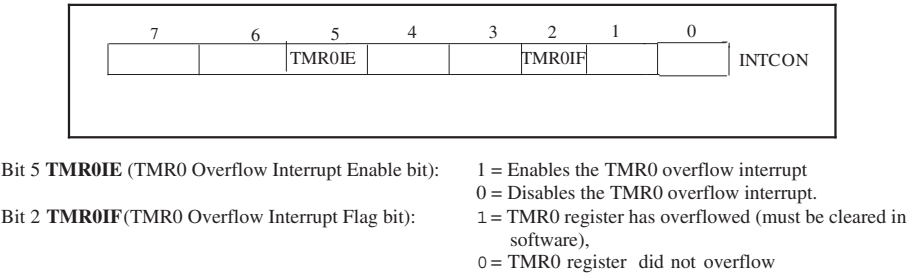 7 6 5 4 3 2 1 0
TMR0IE TMR0IF INTCON
Bit 5 TMR0IE (TMR0 Overflow Interrupt Enable bit): 1 = Enables the TMR0 overflow interrupt
0 = Disables the TMR0 overflow interrupt.
Bit 2 TMR0IF(TMR0 Overflow Interrupt Flag bit): 1 = TMR0 register has overflowed (must be cleared in
software),
0 = TMR0 register did not overflow